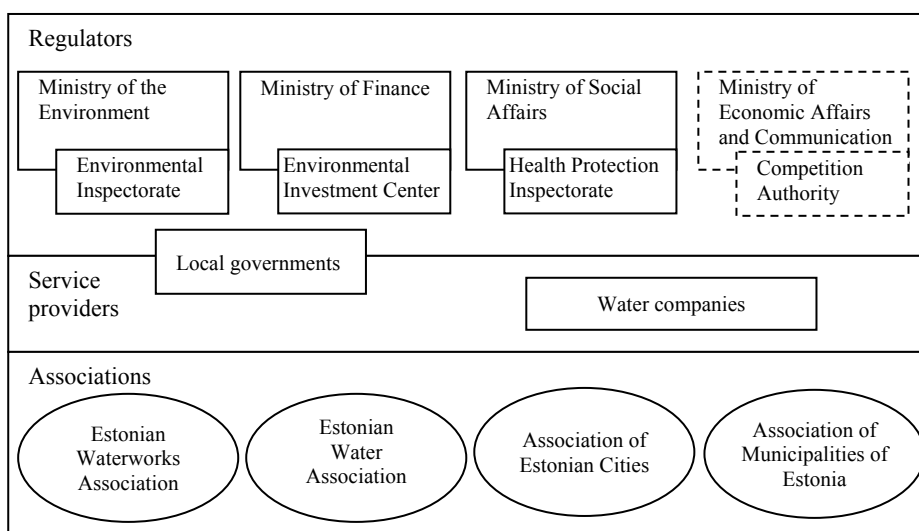 Regulators
Ministry of the
Environment
Environmental
Inspectorate
Ministry of Finance
Environmental
Investment Center
Ministry of Social
Affairs
Health Protection
Inspectorate
Ministry of
Economic Affairs
and Communication
Competition
Authority
Local governments
Service
providers
Water companies
Associations
Estonian
Waterworks
Association
Estonian
Water
Association
Association of
Estonian Cities
Association of
Municipalities of
Estonia